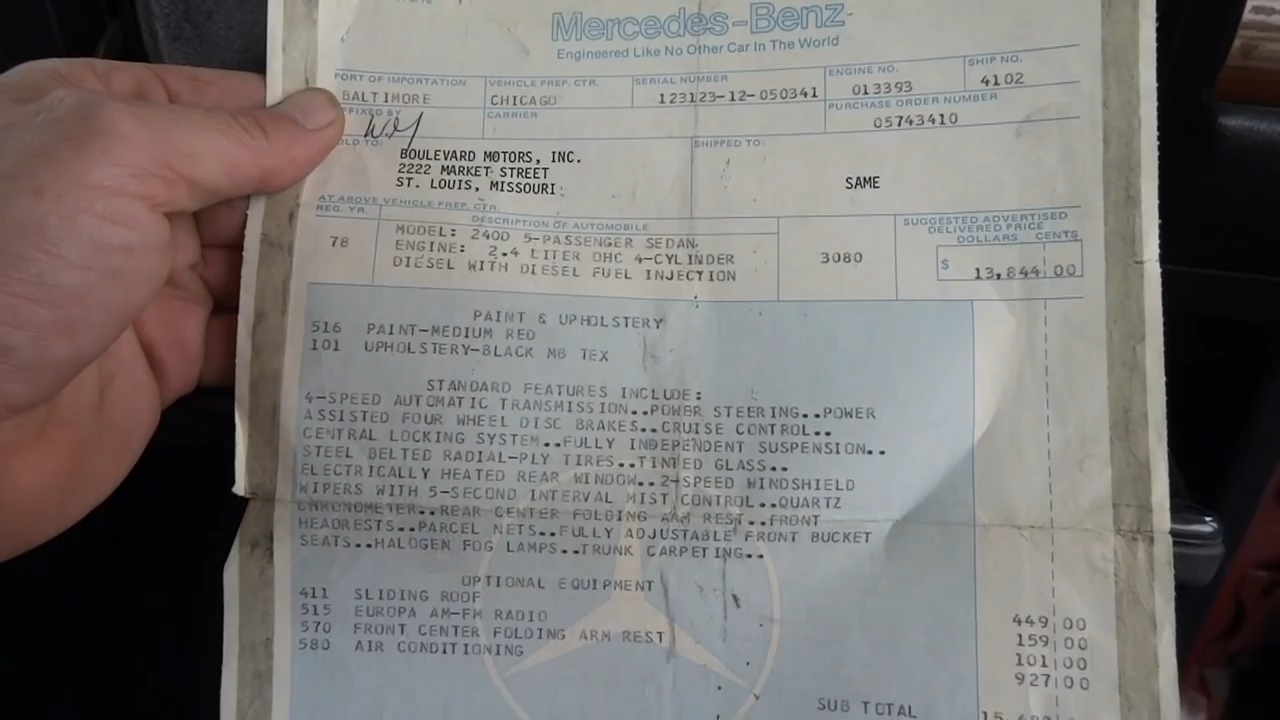 Mercedes-Benz
Engineered Like No Other Car In The World
PORT OF IMPORTATION VEHICLE PREP. CTR. SERIAL NUMBER ENGINE NO. SHIP NO.
BALTIMORE CHICAGO 123123-12-050341 013393 4102
CARRIER PURCHASE ORDER NUMBER
05743410
OLD TO: SHIPPED TO:
BOULEVARD MOTORS, INC.
2222 MARKET STREET
ST. LOUIS, MISSOURI
SAME
AT ABOVE VEHICLE PREP. CTR.
REG. YR. DESCRIPTION OF AUTOMOBILE SUGGESTED ADVERTISED
DELIVERED PRICE
DOLLARS CENTS
78 MODEL: 240D 5-PASSENGER SEDAN
ENGINE: 2.4 LITER OHC 4-CYLINDER 3080 $ 13,844 00
DIESEL WITH DIESEL FUEL INJECTION
PAINT & UPHOLSTERY
516 PAINT-MEDIUM RED
101 UPHOLSTERY-BLACK MB TEX
STANDARD FEATURES INCLUDE:
4-SPEED AUTOMATIC TRANSMISSION..POWER STEERING..POWER
ASSISTED FOUR WHEEL DISC BRAKES..CRUISE CONTROL..
CENTRAL LOCKING SYSTEM..FULLY INDEPENDENT SUSPENSION..
STEEL BELTED RADIAL-PLY TIRES..TINTED GLASS..
ELECTRICALLY HEATED REAR WINDOW..2-SPEED WINDSHIELD
WIPERS WITH 5-SECOND INTERVAL MIST CONTROL..QUARTZ
CHRONOMETER..REAR CENTER FOLDING ARM REST..FRONT
HEADRESTS..PARCEL NETS..FULLY ADJUSTABLE FRONT BUCKET
SEATS..HALOGEN FOG LAMPS..TRUNK CARPETING..
OPTIONAL EQUIPMENT
411 SLIDING ROOF 449 00
515 EUROPA AM-FM RADIO 159 00
570 FRONT CENTER FOLDING ARM REST 101 00
580 AIR CONDITIONING 927 00
SUB TOTAL